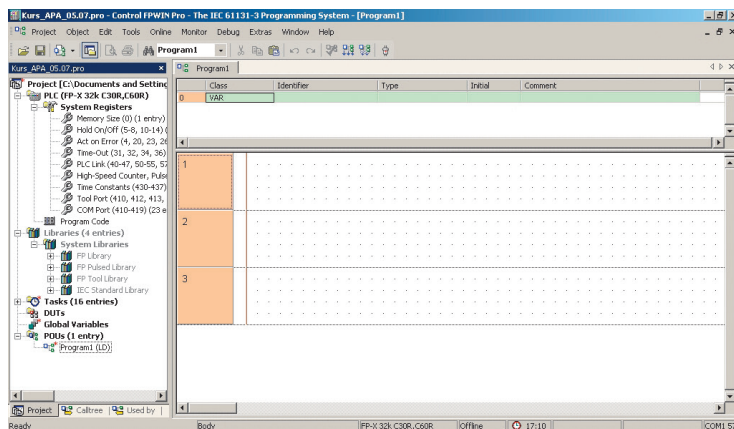 Kurs_APA_05.07.pro - Control FPWIN Pro - The IEC 61131-3 Programming System - [Program1]
Project Object Edit Tools Online Monitor Debug Extras Window Help
Program1
Kurs_APA_05.07.pro
Program1
Project [C:\Documents and Setting
PLC (FP-X 32k C30R,C60R)
System Registers
Memory Size (0) (1 entry)
Hold On/Off (5-8, 10-14) (
Act on Error (4, 20, 23, 26
Time-Out (31, 32, 34, 36)
PLC Link (40-47, 50-55, 57
High-Speed Counter, Pulse
Time Constants (430-437)
Tool Port (410, 412, 413,
COM Port (410-419) (23 e
Program Code
Libraries (4 entries)
System Libraries
FP Library
FP Pulsed Library
FP Tool Library
IEC Standard Library
Tasks (16 entries)
DUTs
Global Variables
POUs (1 entry)
Program1 (LD)
Project Calltree Used by
Class Identifier Type Initial Comment
0 VAR
1
2
3
Ready Body FP-X 32k C30R,C60R Offline 17:10 COM1 57